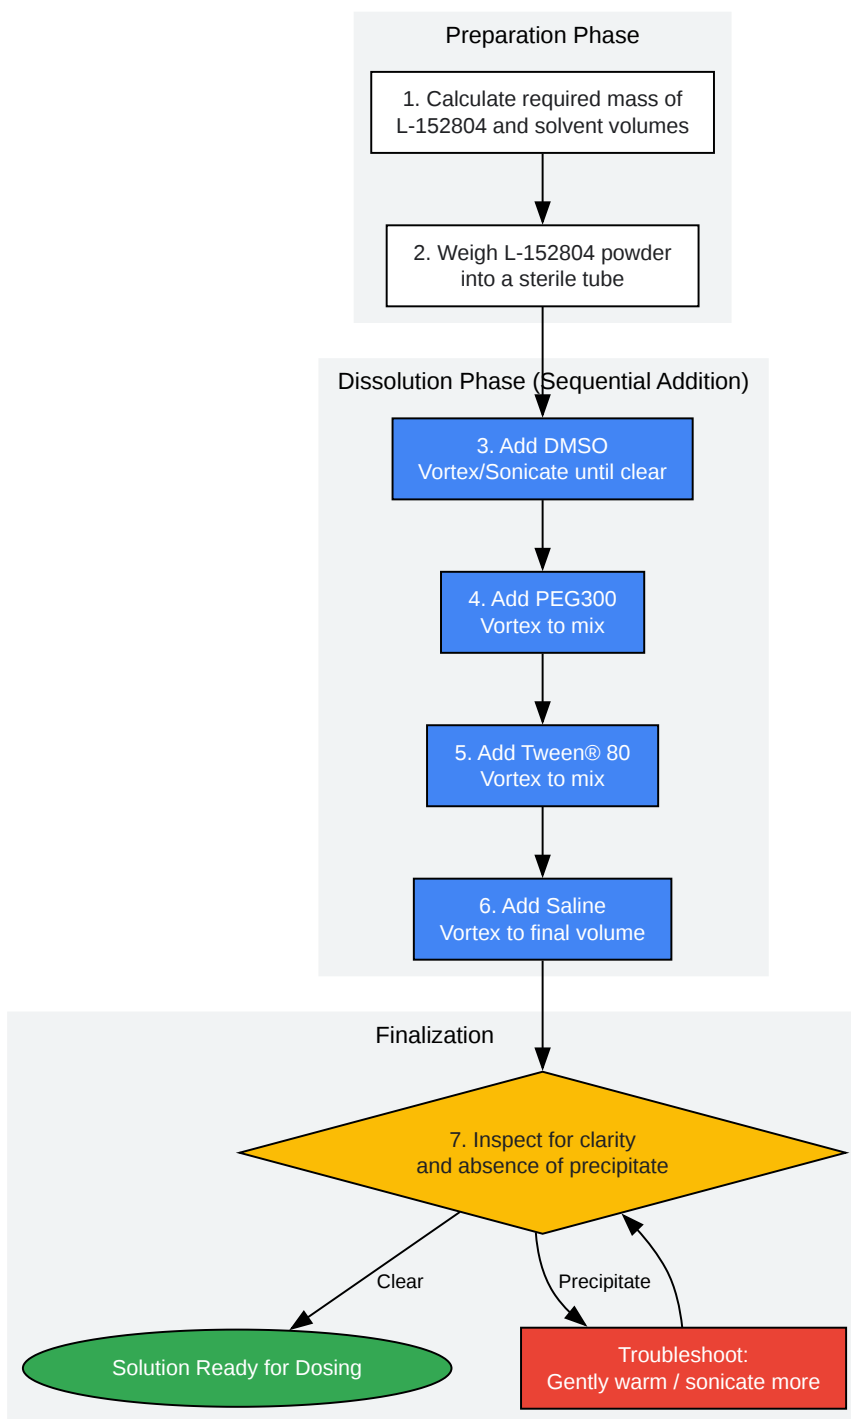 Preparation Phase
1. Calculate required mass of
L-152804 and solvent volumes
2. Weigh L-152804 powder
into a sterile tube
Dissolution Phase (Sequential Addition)
3. Add DMSO
Vortex/Sonicate until clear
4. Add PEG300
Vortex to mix
5. Add Tween® 80
Vortex to mix
6. Add Saline
Vortex to final volume
Finalization
7. Inspect for clarity
and absence of precipitate
Clear
Precipitate
Solution Ready for Dosing
Troubleshoot:
Gently warm / sonicate more